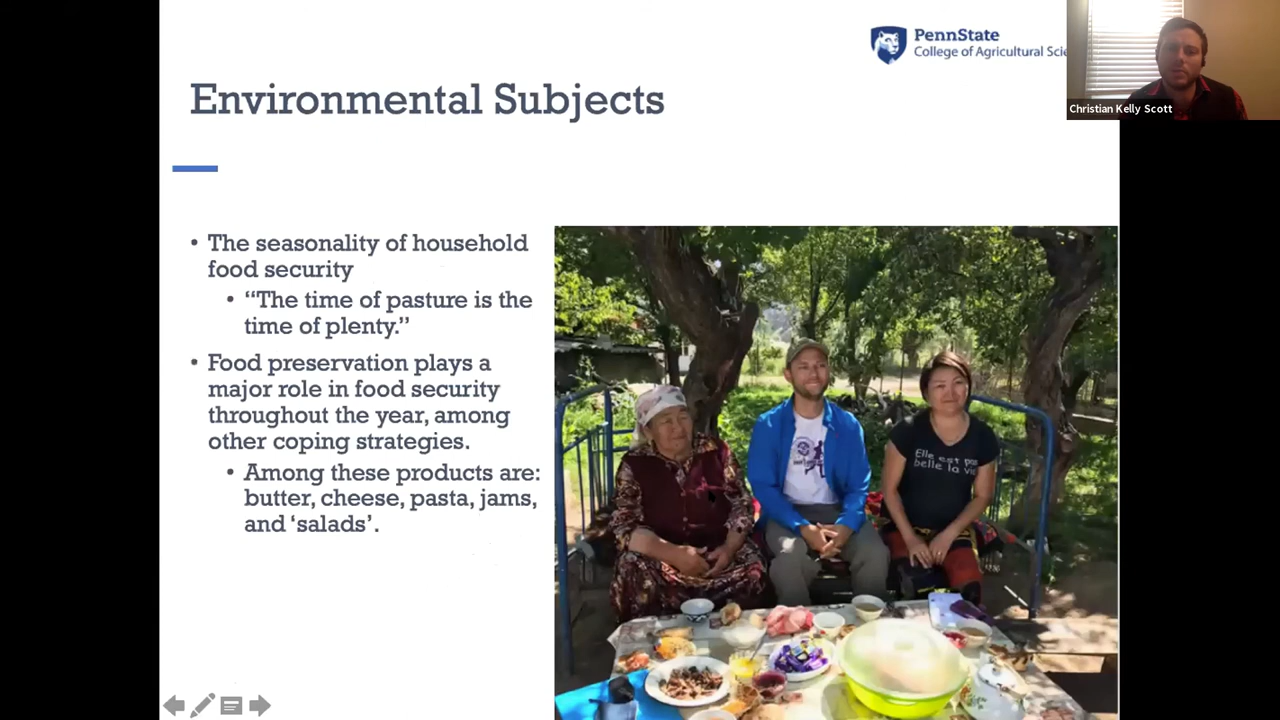 PennState
College of Agricultural Scie
Christian Kelly Scott
Environmental Subjects
• The seasonality of household
food security
• “The time of pasture is the
time of plenty.”
• Food preservation plays a
major role in food security
throughout the year, among
other coping strategies.
• Among these products are:
butter, cheese, pasta, jams,
and ‘salads’.
Elle est pas
belle la vie